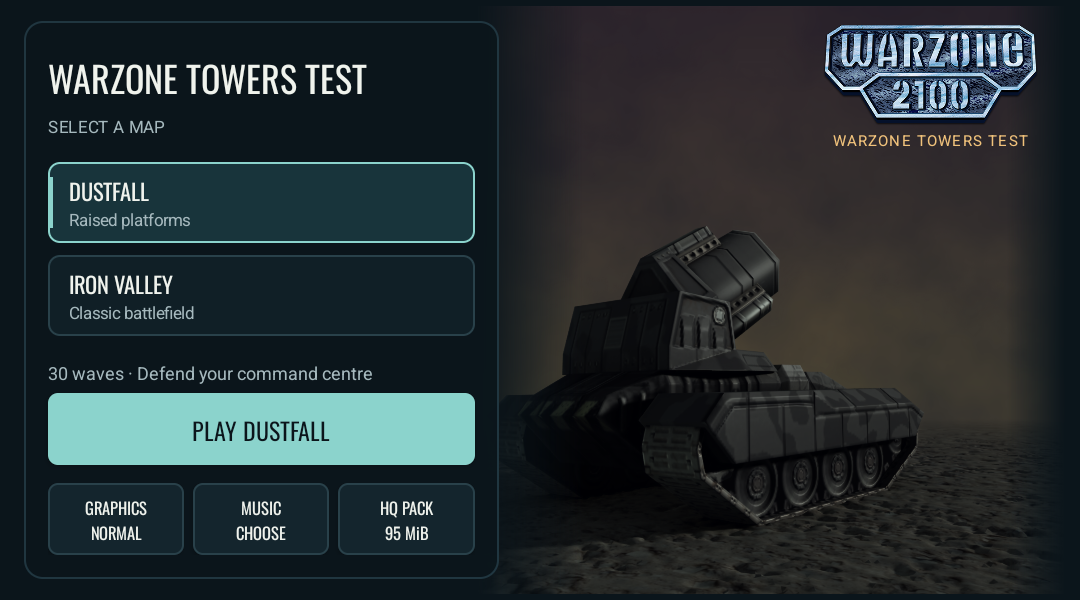 WARZONE TOWERS TEST
SELECT A MAP
DUSTFALL
Raised platforms
IRON VALLEY
Classic battlefield
30 waves · Defend your command centre
PLAY DUSTFALL
GRAPHICS
NORMAL
MUSIC
CHOOSE
HQ PACK
95 MiB
WARZONE
2100
WARZONE TOWERS TEST